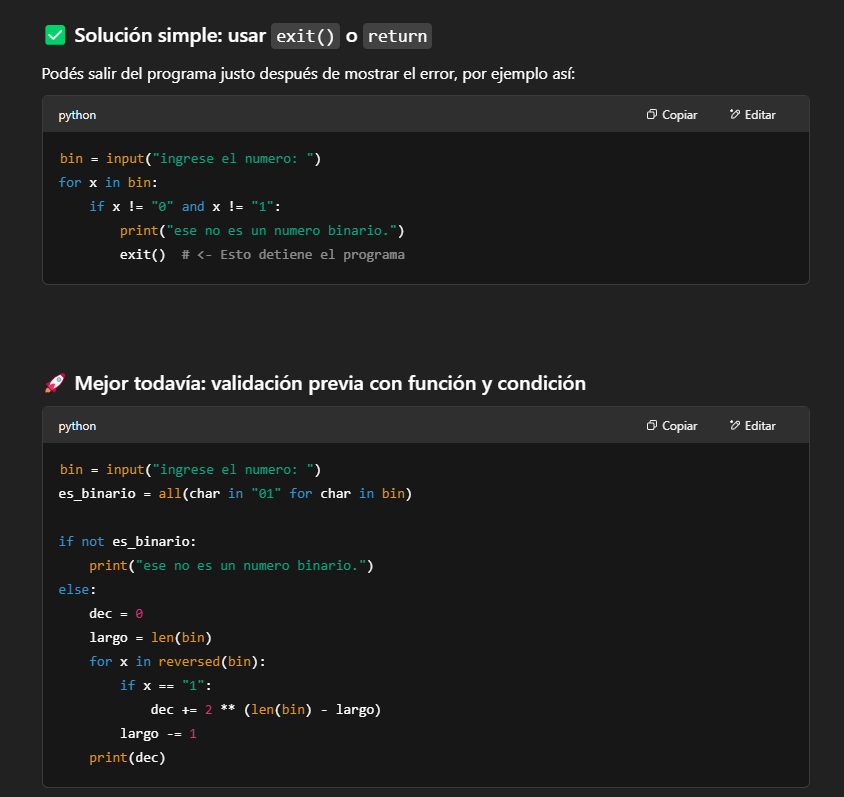 ✅ Solución simple: usar exit() o return
Podés salir del programa justo después de mostrar el error, por ejemplo así:
python Copiar Editar
bin = input("ingrese el numero: ")
for x in bin:
    if x != "0" and x != "1":
        print("ese no es un numero binario.")
        exit()  # <- Esto detiene el programa
🚀 Mejor todavía: validación previa con función y condición
python Copiar Editar
bin = input("ingrese el numero: ")
es_binario = all(char in "01" for char in bin)
if not es_binario:
    print("ese no es un numero binario.")
else:
    dec = 0
    largo = len(bin)
    for x in reversed(bin):
        if x == "1":
            dec += 2 ** (len(bin) - largo)
        largo -= 1
    print(dec)